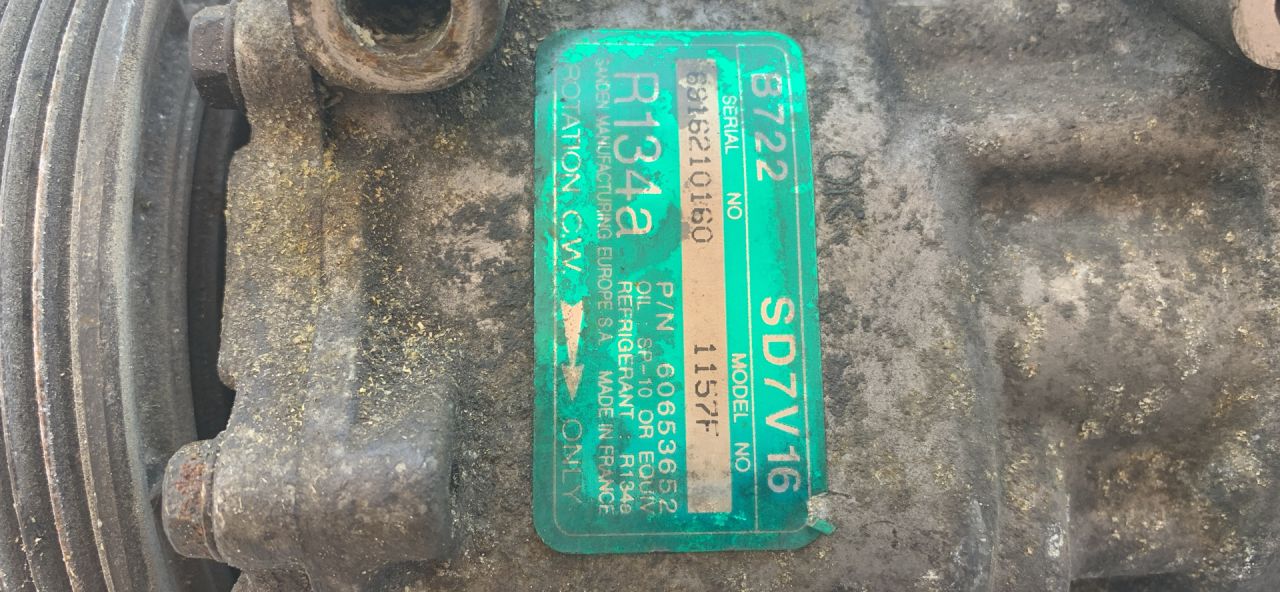 B722 SD7V16
SERIAL NO MODEL NO
1157F
P/N 60653652
R134a OIL : SP-10 OR EQUIV
REFRIGERANT : R134a
SANDEN MANUFACTURING EUROPE S.A. MADE IN FRANCE
ROTATION C.W. ONLY
OK